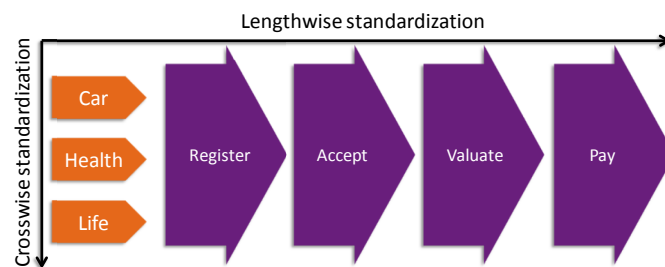 Lengthwise standardization
Crosswise standardization
Car
Health
Life
Register
Accept
Valuate
Pay